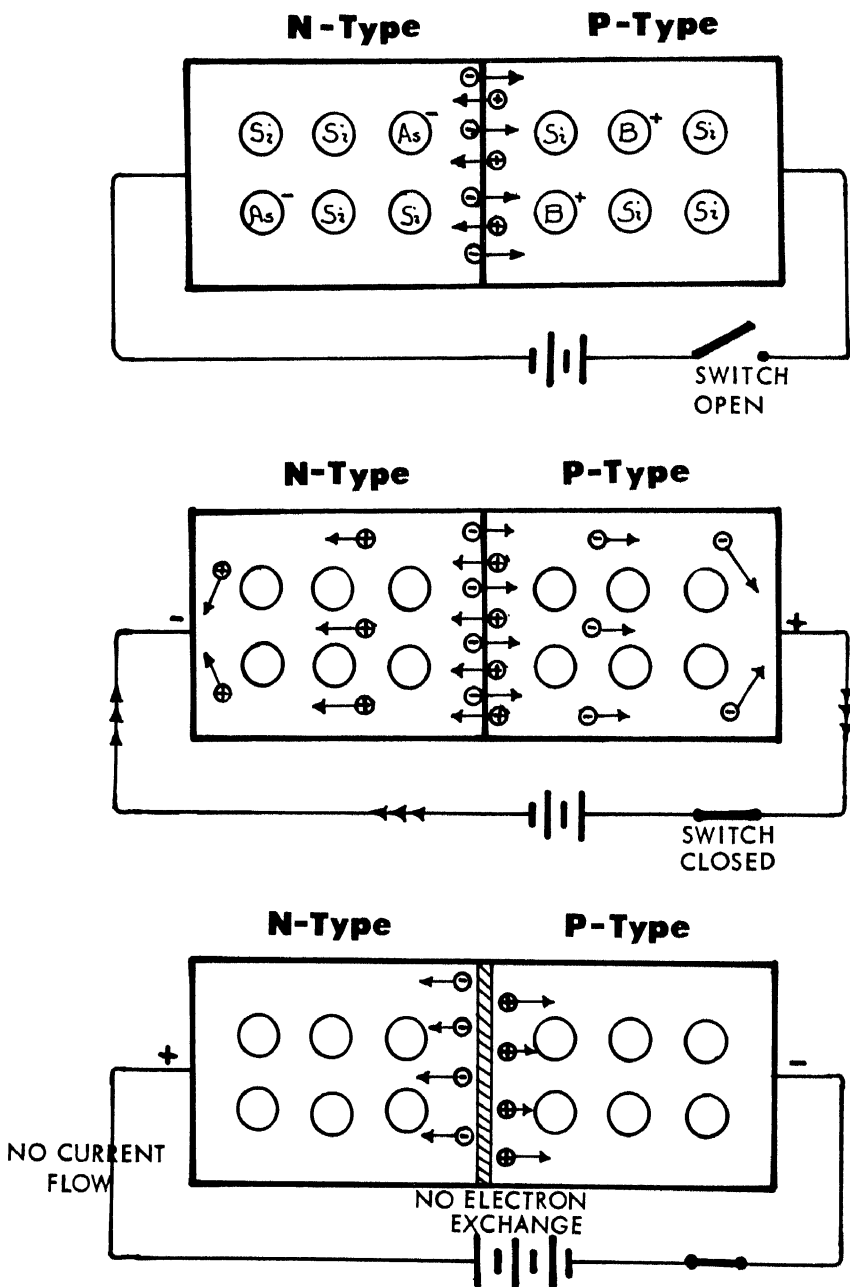 N-Type P-Type
- +
- +
- +
-
Si Si As- Si B+ Si
As- Si Si B+ Si Si
SWITCH
OPEN
N-Type P-Type
- +
SWITCH
CLOSED
N-Type P-Type
+ -
NO CURRENT
FLOW
NO ELECTRON
EXCHANGE